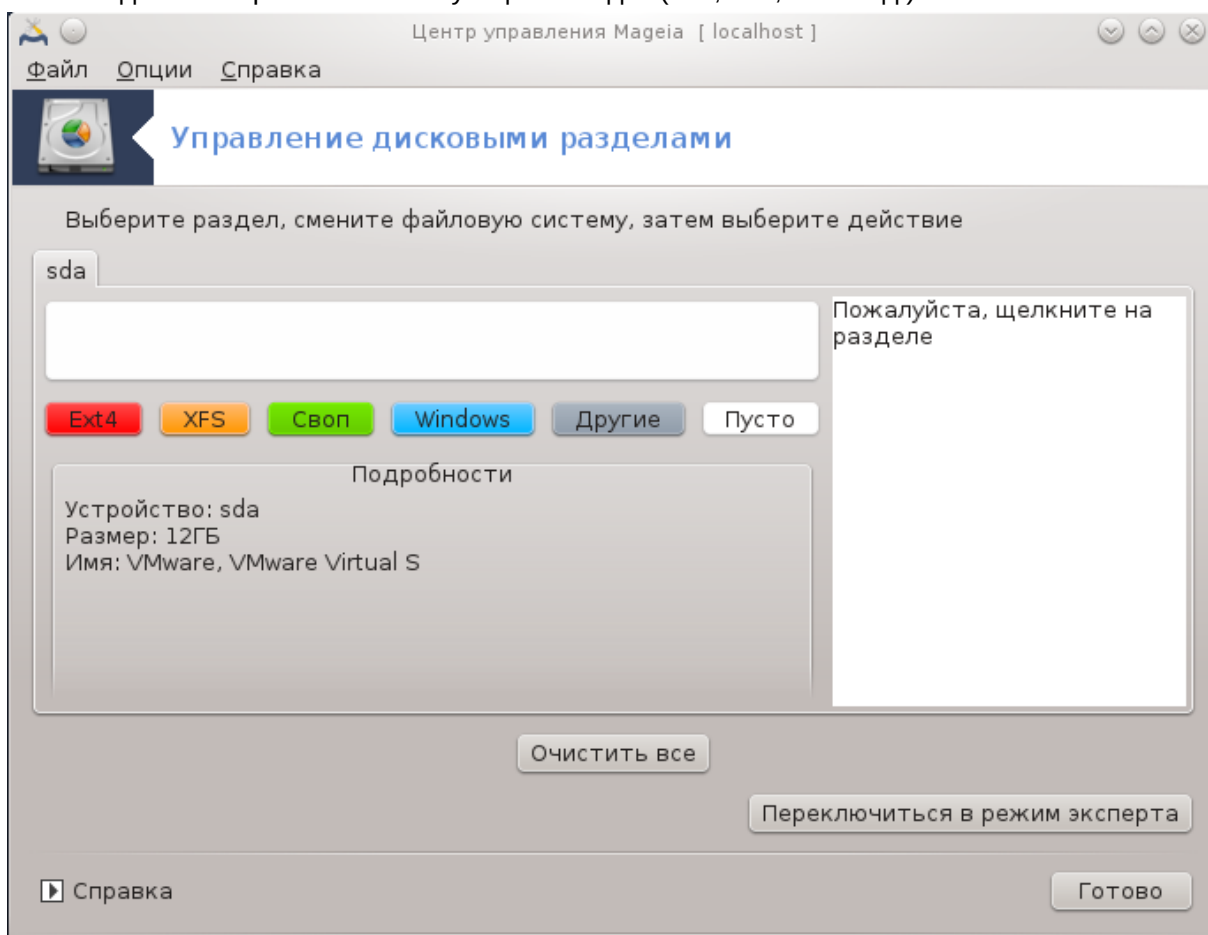 Центр управления Mageia [ localhost ]
Файл Опции Справка
Управление дисковыми разделами
Выберите раздел, смените файловую систему, затем выберите действие
sda
Пожалуйста, щелкните на
разделе
Ext4 XFS Своп Windows Другие Пусто
Подробности
Устройство: sda
Размер: 12ГБ
Имя: VMware, VMware Virtual S
Очистить все
Переключиться в режим эксперта
Справка
Готово